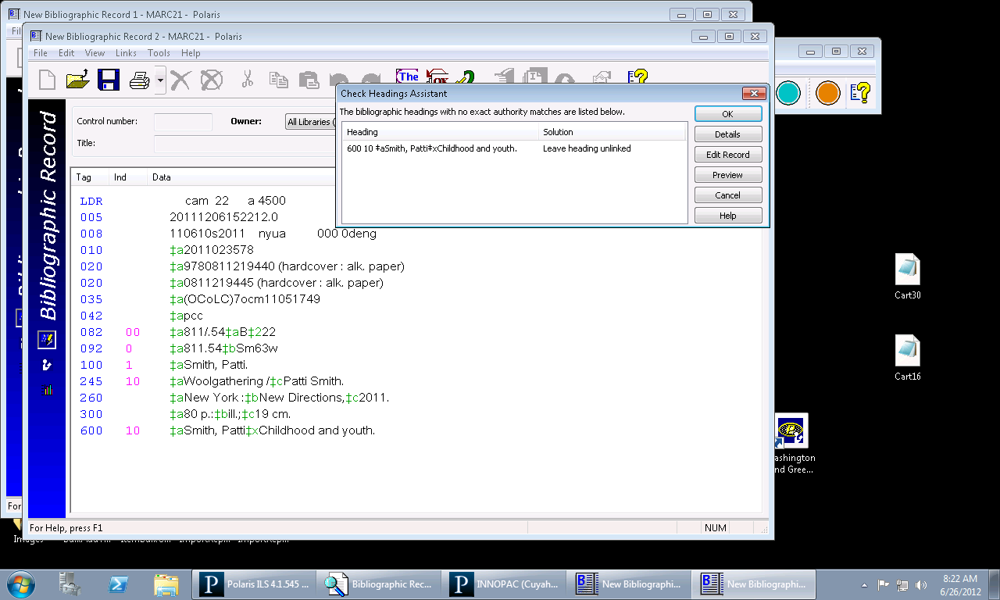 New Bibliographic Record 1 - MARC21 - Polaris
New Bibliographic Record 2 - MARC21 - Polaris
File Edit View Links Tools Help
The
Check Headings Assistant
The bibliographic headings with no exact authority matches are listed below.
Heading Solution
600 10 ‡aSmith, Patti‡xChildhood and youth. Leave heading unlinked
OK
Details
Edit Record
Preview
Cancel
Help
Bibliographic Record
Control number: Owner: All Libraries (
Title:
Tag Ind Data
LDR cam 22 a 4500
005 20111206152212.0
008 110610s2011 nyua 000 0deng
010 ‡a2011023578
020 ‡a9780811219440 (hardcover : alk. paper)
020 ‡a0811219445 (hardcover : alk. paper)
035 ‡a(OCoLC)7ocm11051749
042 ‡apcc
082 00 ‡a811/.54‡aB‡222
092 0 ‡a811.54‡bSm63w
100 1 ‡aSmith, Patti.
245 10 ‡aWoolgathering /‡cPatti Smith.
260 ‡aNew York :‡bNew Directions,‡c2011.
300 ‡a80 p.:‡bill.;‡c19 cm.
600 10 ‡aSmith, Patti‡xChildhood and youth.
For Help, press F1 NUM
For
Cart30
Cart16
ashington
nd Gree...
Polaris ILS 4.1.545 ...
Bibliographic Rec...
INNOPAC (Cuyah...
New Bibliographi...
New Bibliographi...
8:22 AM
6/26/2012